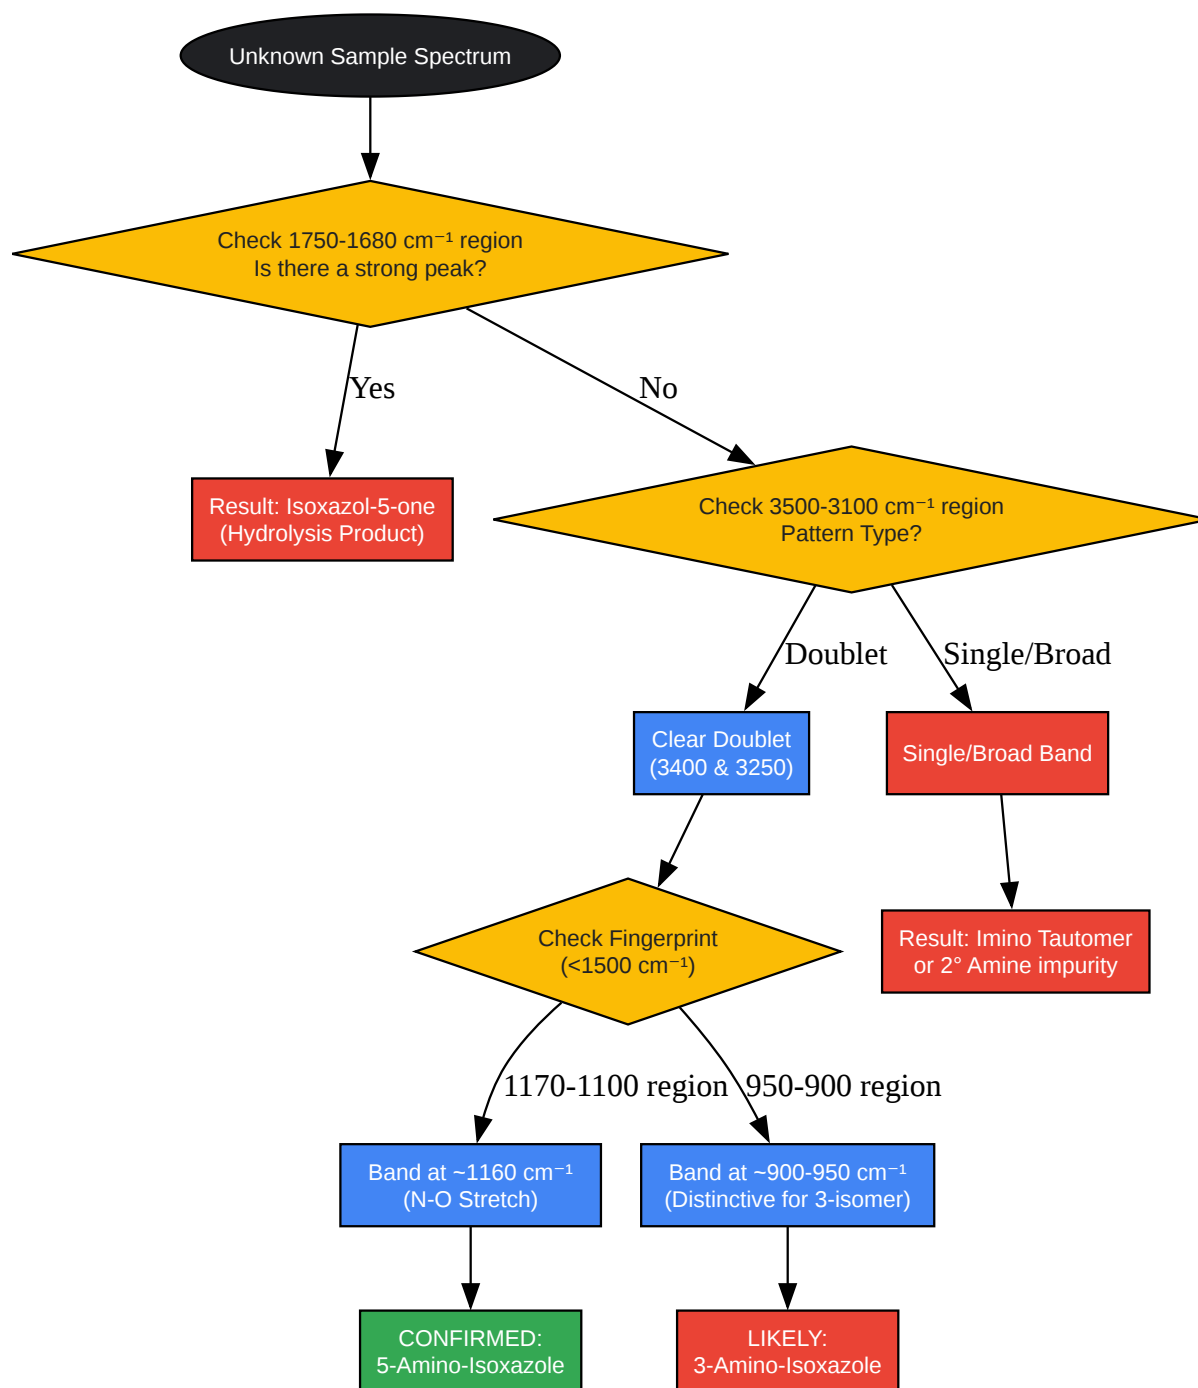 Unknown Sample Spectrum
Check 1750-1680 cm⁻¹ region
Is there a strong peak?
Yes
No
Result: Isoxazol-5-one
(Hydrolysis Product)
Check 3500-3100 cm⁻¹ region
Pattern Type?
Doublet
Single/Broad
Clear Doublet
(3400 & 3250)
Single/Broad Band
Check Fingerprint
(<1500 cm⁻¹)
Result: Imino Tautomer
or 2° Amine impurity
1170-1100 region
950-900 region
Band at ~1160 cm⁻¹
(N-O Stretch)
Band at ~900-950 cm⁻¹
(Distinctive for 3-isomer)
CONFIRMED:
5-Amino-Isoxazole
LIKELY:
3-Amino-Isoxazole